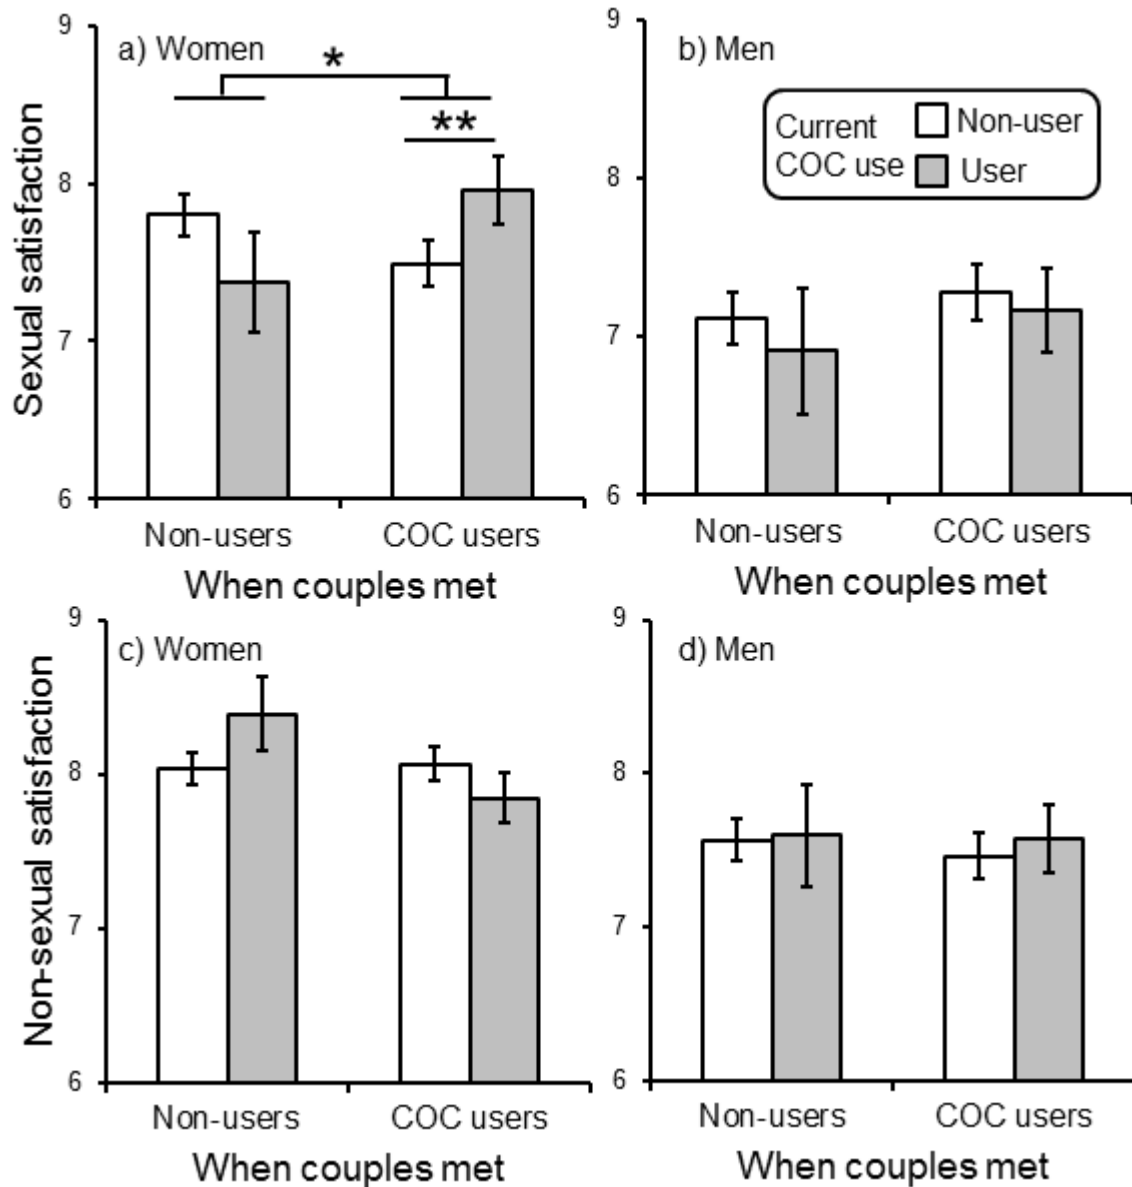 a) Women
*
**
9
8
7
6
Sexual satisfaction
Non-users
COC users
When couples met
b) Men
Current
COC use
Non-user
User
9
8
7
6
Non-users
COC users
When couples met
c) Women
9
8
7
6
Non-sexual satisfaction
Non-users
COC users
When couples met
d) Men
9
8
7
6
Non-users
COC users
When couples met